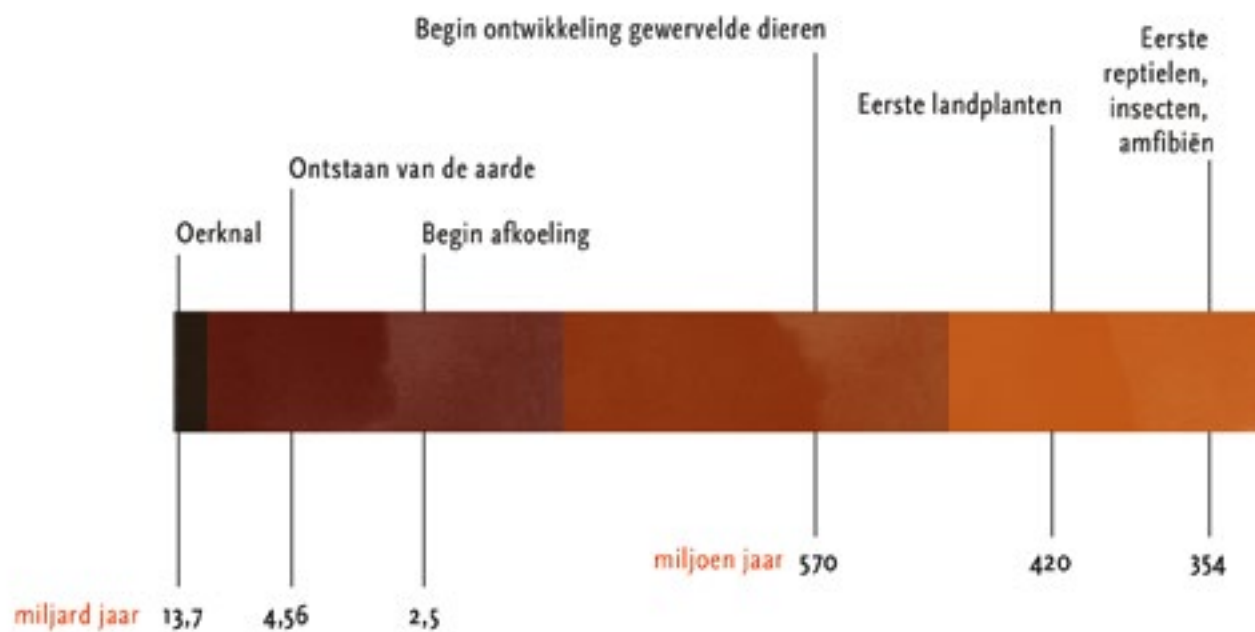 Begin ontwikkeling gewervelde dieren
Eerste
reptielen,
insecten,
amfibiën
Eerste landplanten
Ontstaan van de aarde
Oerknal
Begin afkoeling
miljoen jaar 570 420 354
miljard jaar 13,7 4,56 2,5